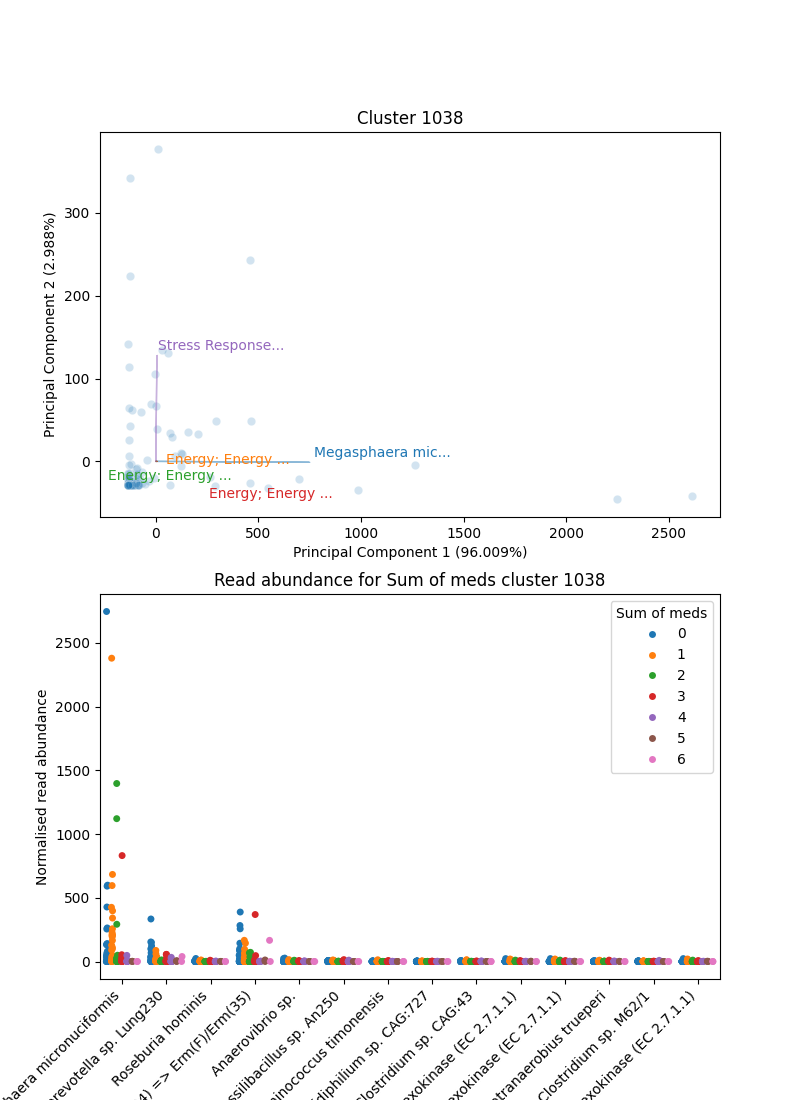 Cluster 1038
Principal Component 2 (2.988%)
300
200
100
0
Stress Response...
Megasphaera mic...
Energy; Energy ...
Energy; Energy ...
Energy; Energy ...
0
500
1000
1500
2000
2500
Principal Component 1 (96.009%)
Read abundance for Sum of meds cluster 1038
Normalised read abundance
2500
2000
1500
1000
500
0
Sum of meds
0
1
2
3
4
5
6
haera micronuciformis
revotella sp. Lung230
Roseburia hominis
4) => Erm(F)/Erm(35)
Anaerovibrio sp.
ssilibacillus sp. An250
minococcus timonensis
idiphilium sp. CAG:727
Clostridium sp. CAG:43
exokinase (EC 2.7.1.1)
exokinase (EC 2.7.1.1)
ntranaerobius trueperi
Clostridium sp. M62/1
exokinase (EC 2.7.1.1)